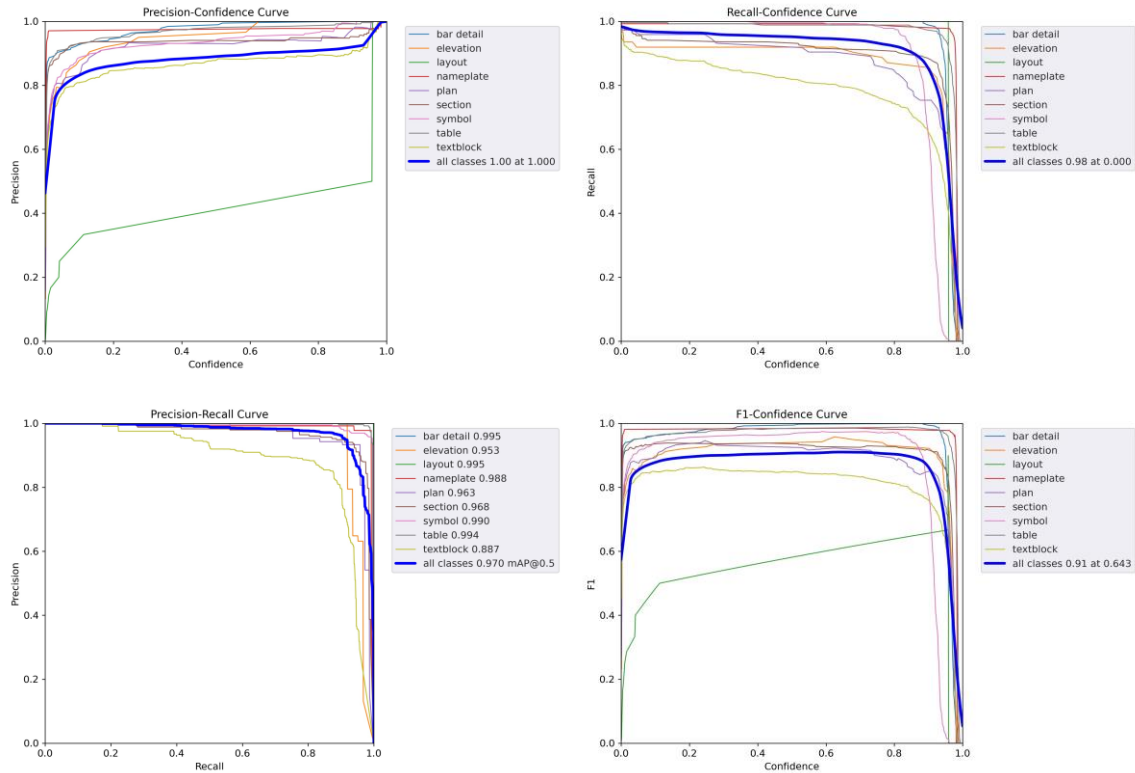 Precision-Confidence Curve
1.0
0.8
0.6
0.4
0.2
0.0
Precision
0.0 0.2 0.4 0.6 0.8 1.0
Confidence
bar detail
elevation
layout
nameplate
plan
section
symbol
table
textblock
all classes 1.00 at 1.000
Recall-Confidence Curve
1.0
0.8
0.6
0.4
0.2
0.0
Recall
0.0 0.2 0.4 0.6 0.8 1.0
Confidence
bar detail
elevation
layout
nameplate
plan
section
symbol
table
textblock
all classes 0.98 at 0.000
Precision-Recall Curve
1.0
0.8
0.6
0.4
0.2
0.0
Precision
0.0 0.2 0.4 0.6 0.8 1.0
Recall
bar detail 0.995
elevation 0.953
layout 0.995
nameplate 0.988
plan 0.963
section 0.968
symbol 0.990
table 0.994
textblock 0.887
all classes 0.970 mAP@0.5
F1-Confidence Curve
1.0
0.8
0.6
0.4
0.2
0.0
F1
0.0 0.2 0.4 0.6 0.8 1.0
Confidence
bar detail
elevation
layout
nameplate
plan
section
symbol
table
textblock
all classes 0.91 at 0.643